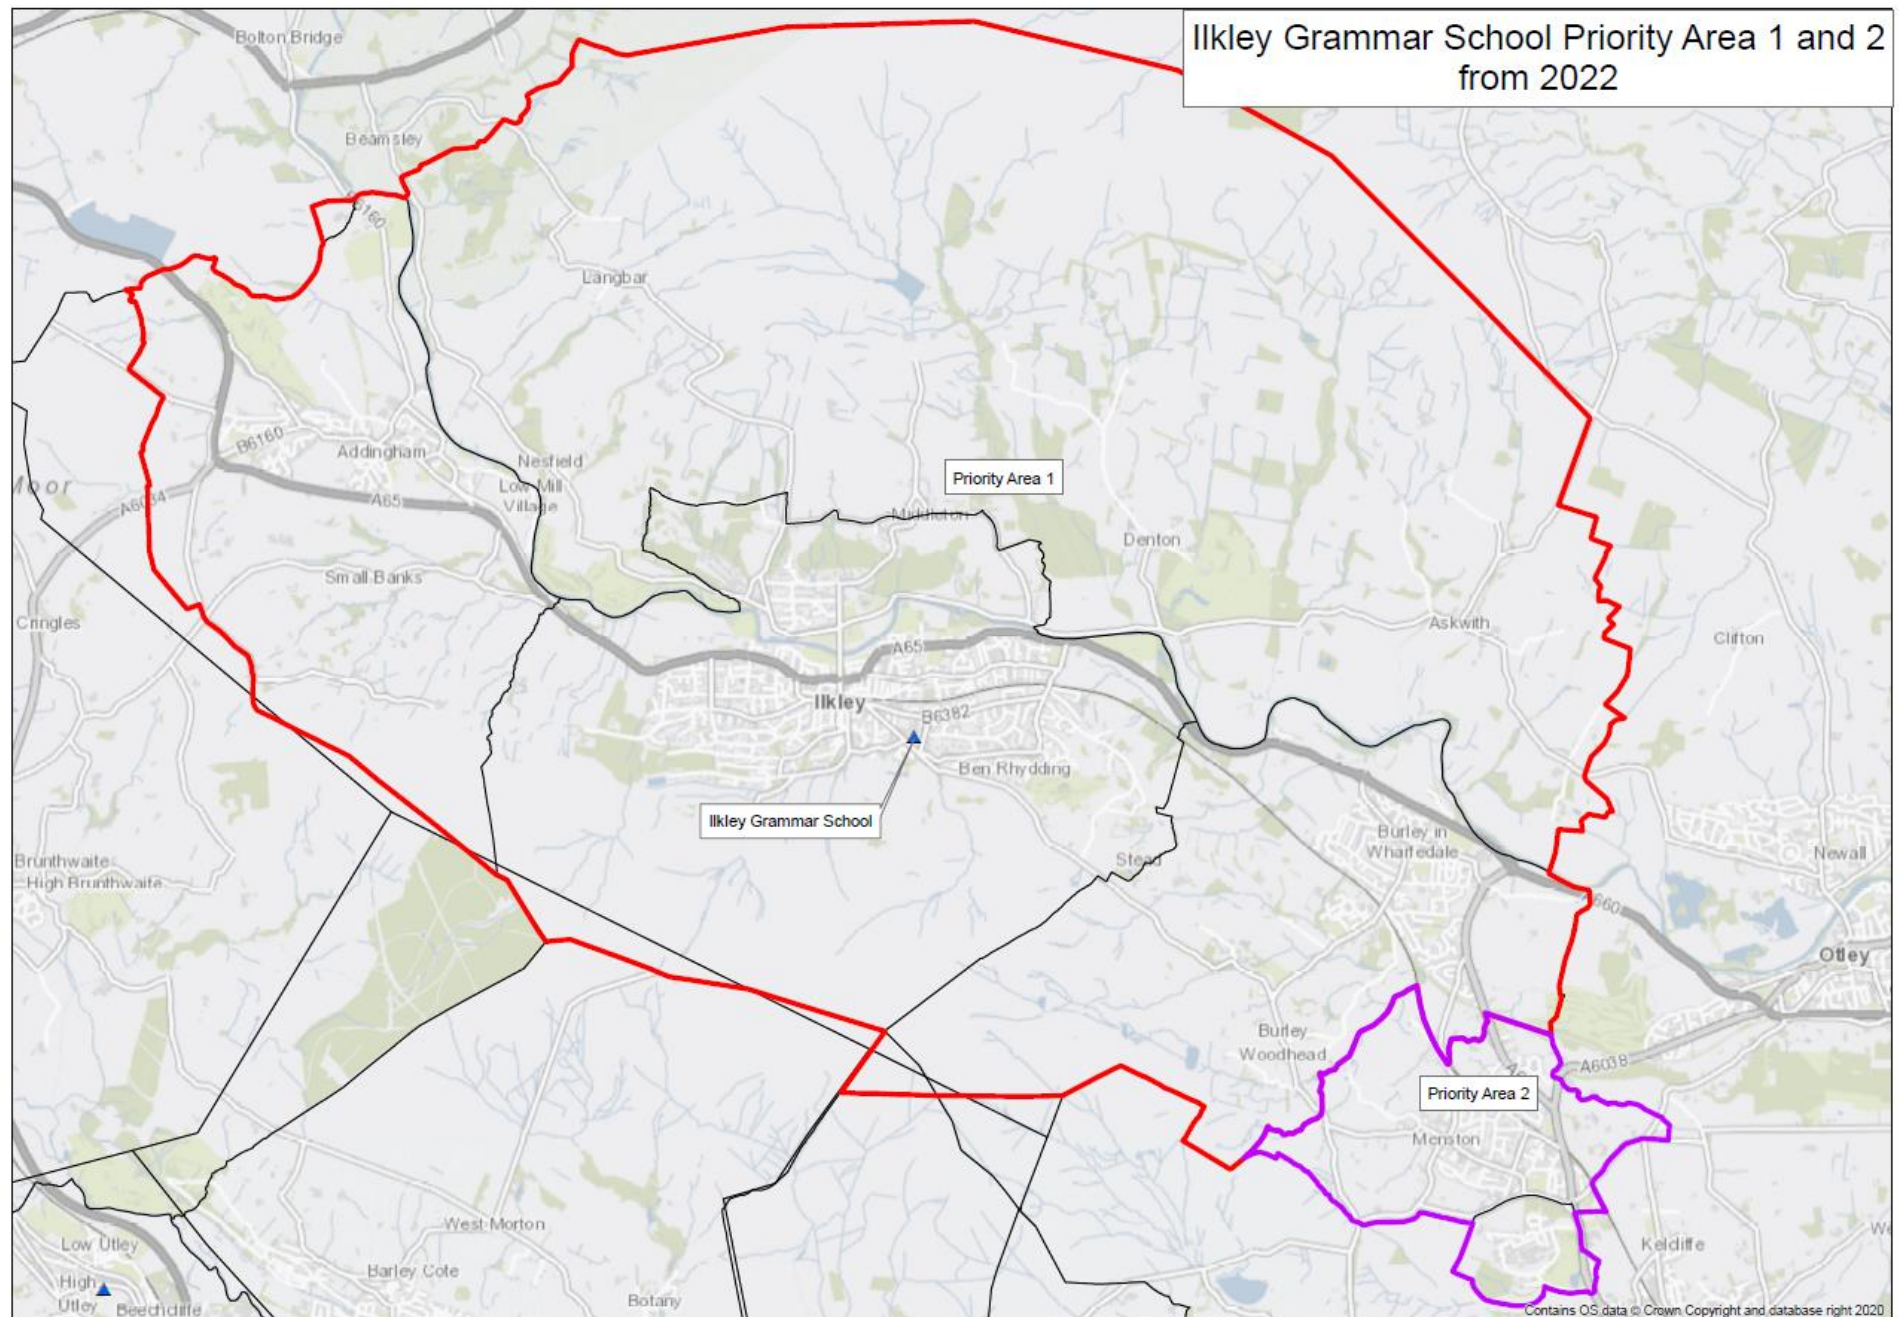 Ilkley Grammar School Priority Area 1 and 2
from 2022
Bolton Bridge
Beamsley
B6160
Langbar
B6160
Addingham
Nesfield
Low Mill
Village
Priority Area 1
Moor
A6034
A65
Middleton
Denton
Small Banks
Cringles
Askwith
Clifton
A65
Ilkley
B6382
Ben Rhydding
Ilkley Grammar School
Burley in
Wharfedale
Stead
Newall
Brunthwaite
High Brunthwaite
660
Otley
Burley
Woodhead
A6038
Priority Area 2
Menston
West Morton
Low Utley
Keldiffe
Barley Cote
High
Utley
Beechcliffe
Botany
Contains OS data © Crown Copyright and database right 2020